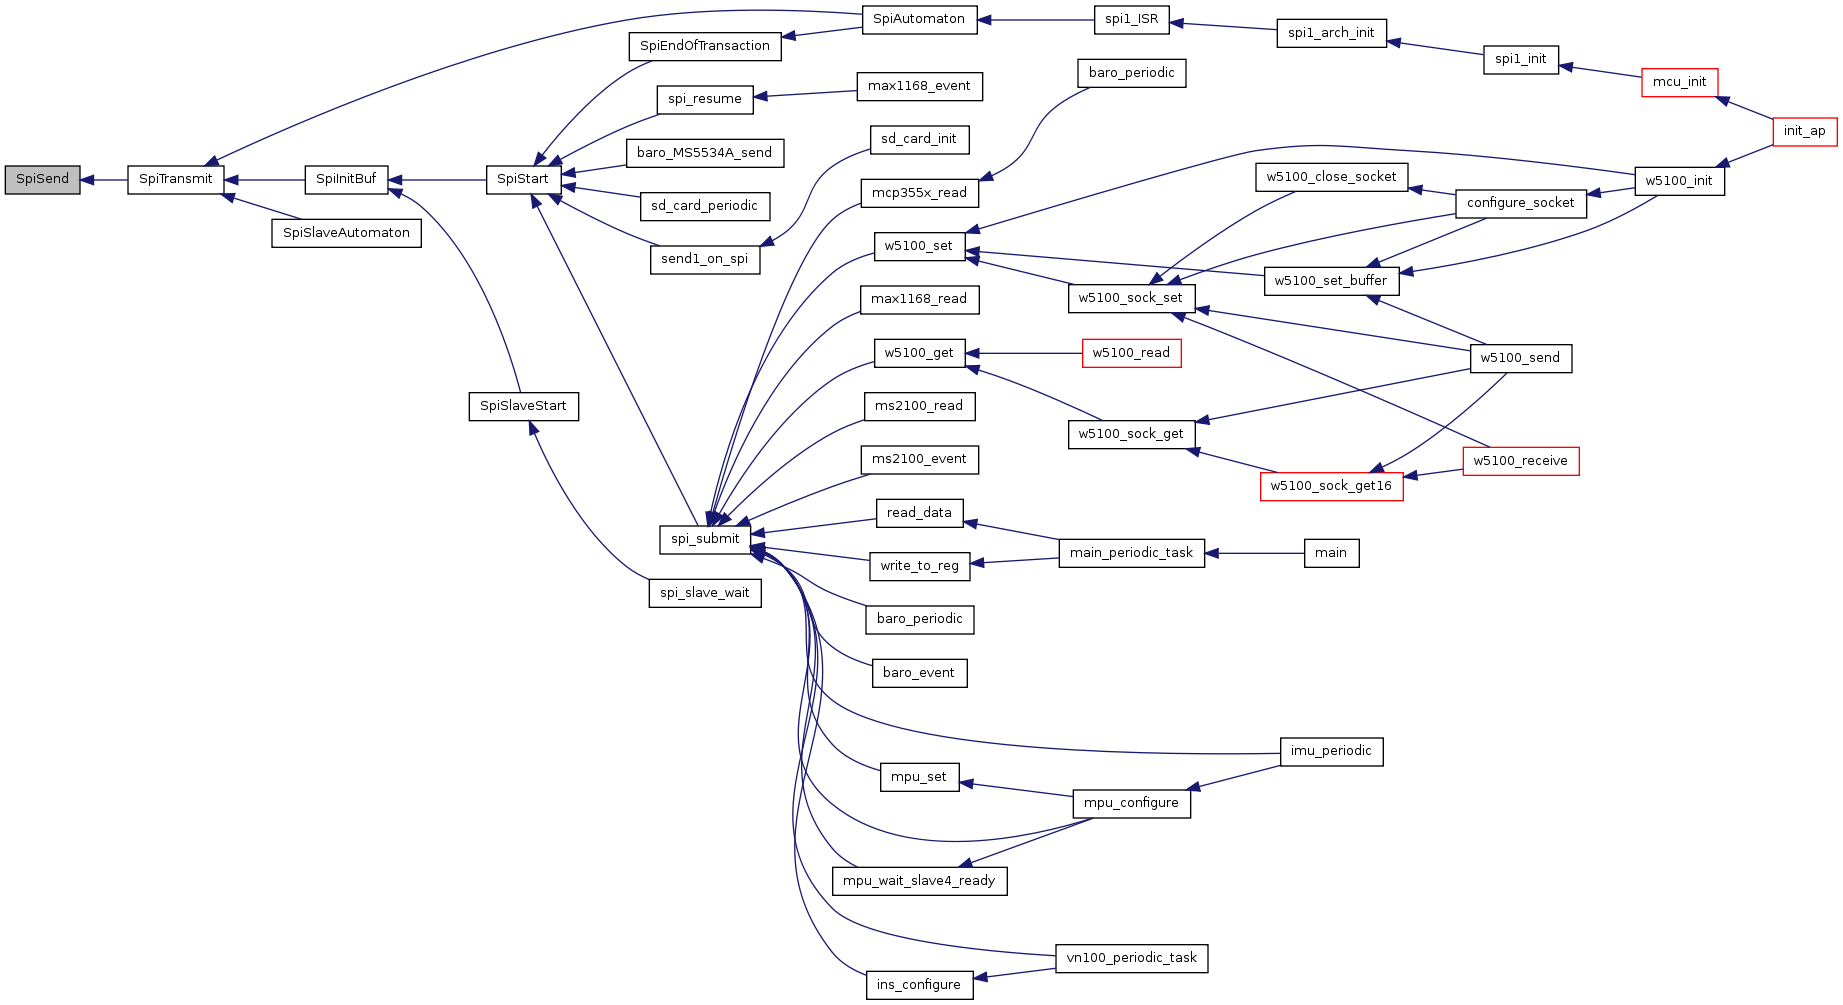 SpiSend
SpiTransmit
SpiInitBuf
SpiSlaveAutomaton
SpiStart
SpiSlaveStart
SpiAutomaton
SpiEndOfTransaction
spi_resume
baro_MS5534A_send
sd_card_periodic
send1_on_spi
spi_submit
spi_slave_wait
max1168_event
sd_card_init
mcp355x_read
w5100_set
max1168_read
w5100_get
ms2100_read
ms2100_event
read_data
write_to_reg
baro_periodic
baro_event
mpu_set
mpu_wait_slave4_ready
ins_configure
spi1_ISR
baro_periodic
w5100_sock_set
w5100_read
w5100_sock_get
main_periodic_task
mpu_configure
vn100_periodic_task
spi1_arch_init
w5100_close_socket
w5100_set_buffer
w5100_sock_get16
main
imu_periodic
spi1_init
configure_socket
w5100_send
w5100_receive
mcu_init
w5100_init
init_ap